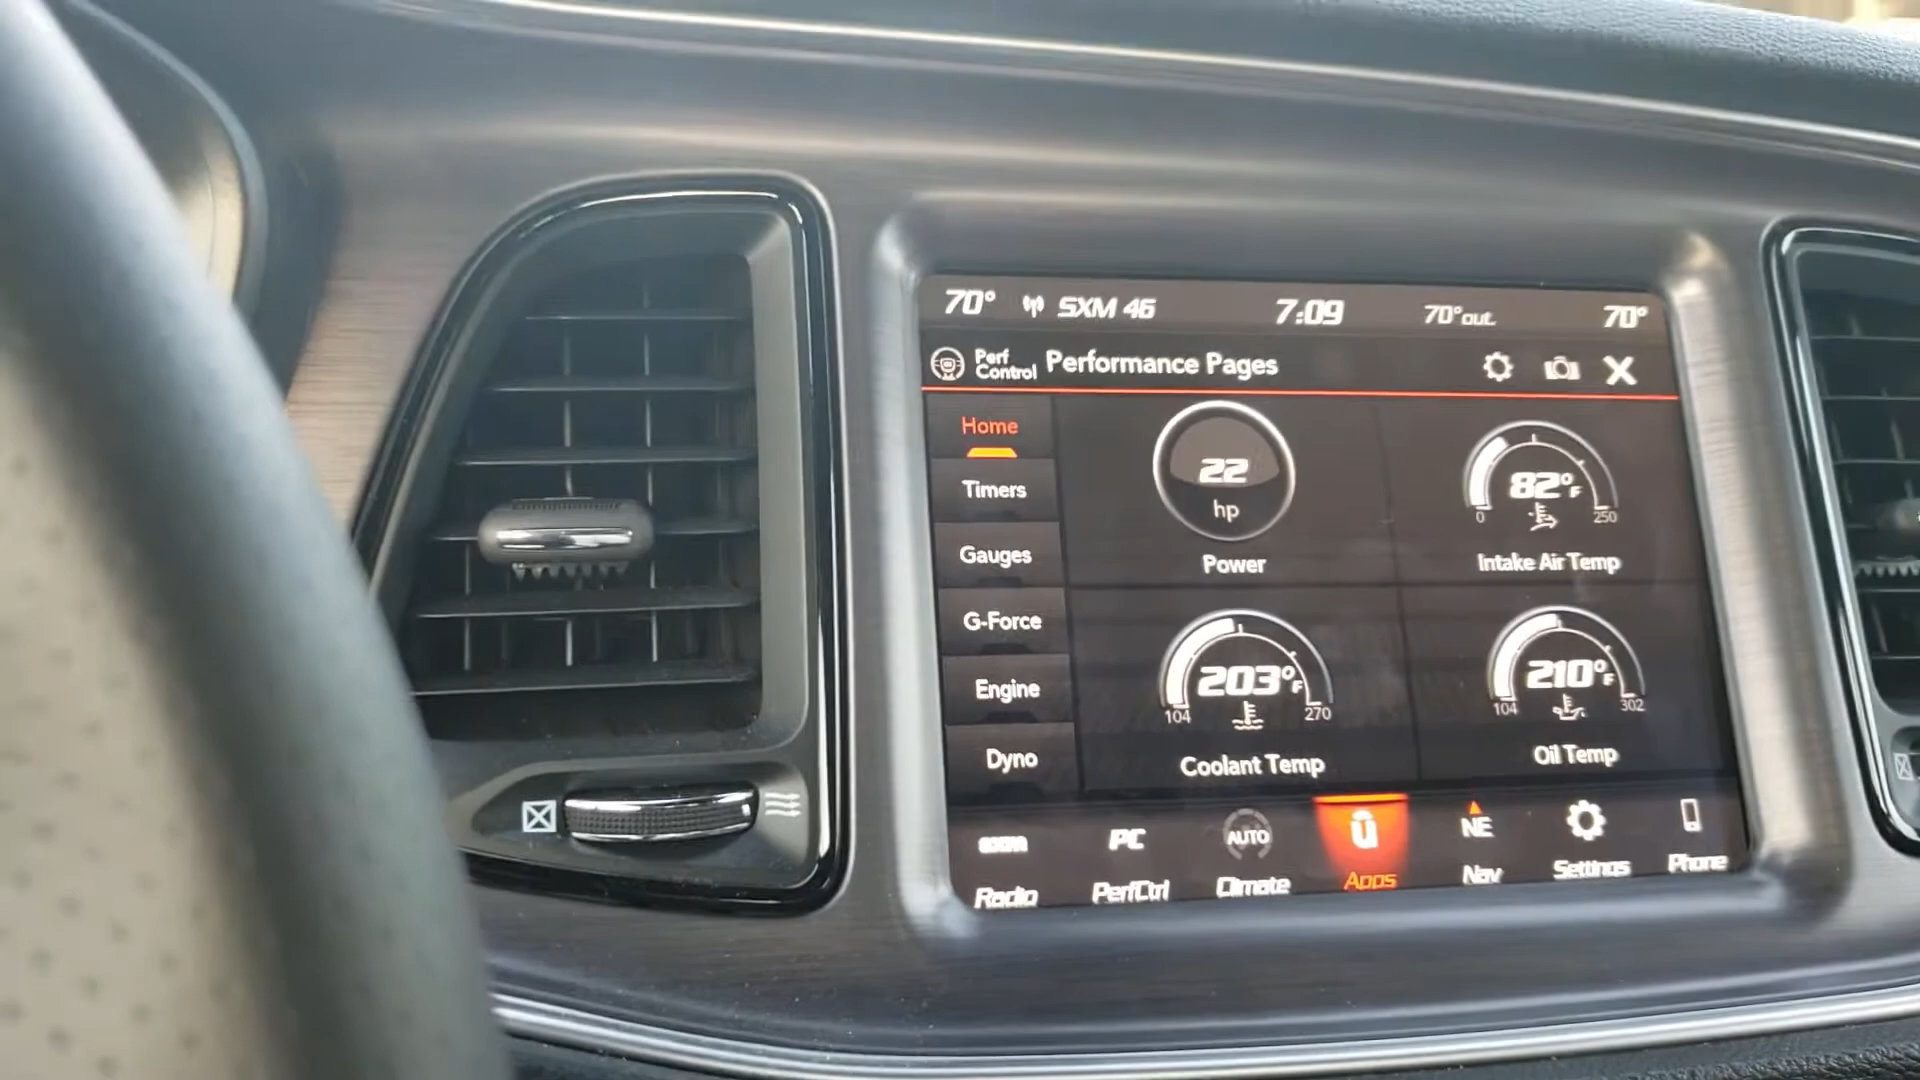 70° SXM 46 7:09 70°out. 70°
Perf Control Performance Pages
Home
Timers
Gauges
G-Force
Engine
Dyno
22
hp
Power
82°F
0 250
Intake Air Temp
203°F
104 270
Coolant Temp
210°F
104 302
Oil Temp
PC AUTO NE
Radio PerfCtrl Climate Apps Nav Settings Phone